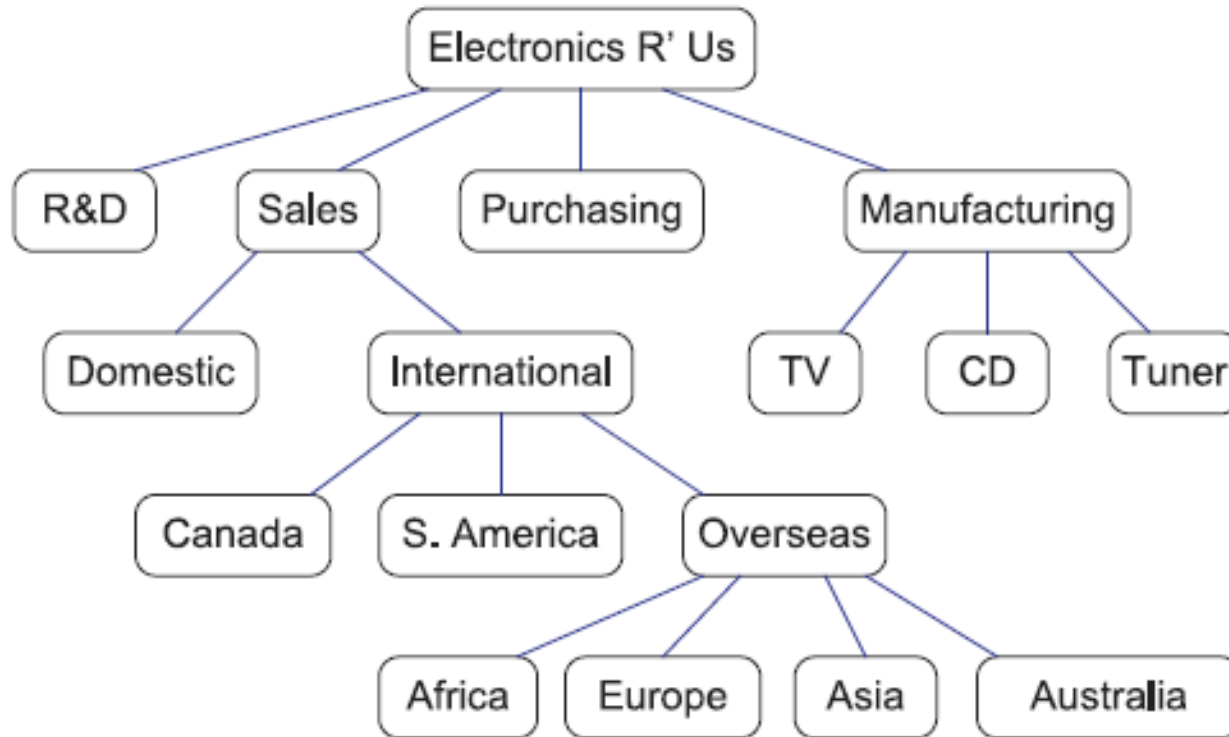 Electronics R' Us
R&D
Sales
Purchasing
Manufacturing
Domestic
International
TV
CD
Tuner
Canada
S. America
Overseas
Africa
Europe
Asia
Australia